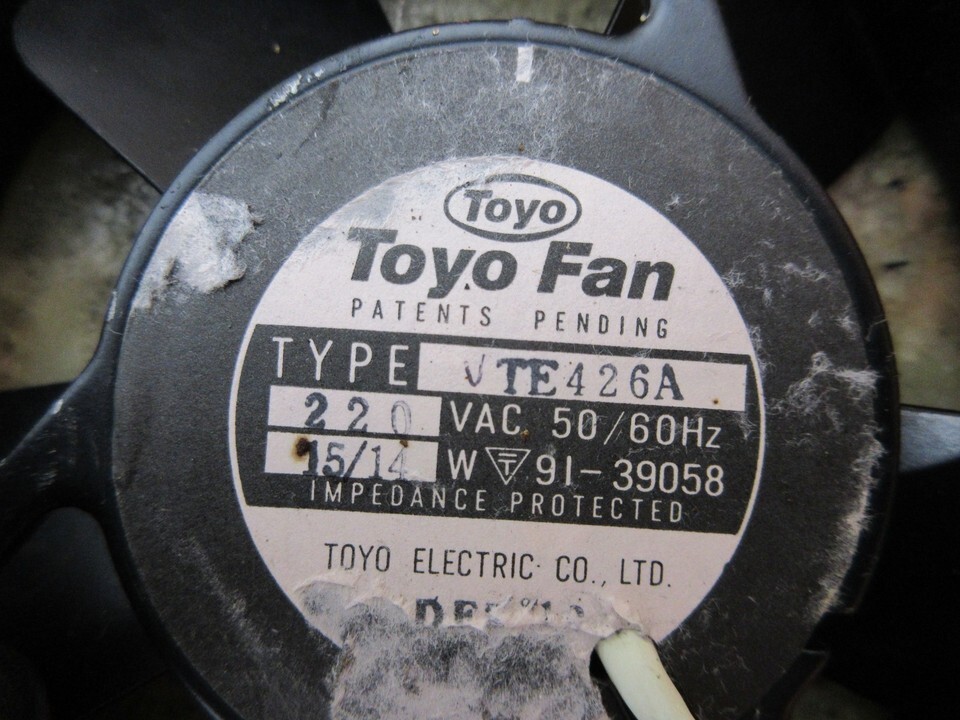 Toyo
Toyo Fan
PATENTS PENDING
TYPE TE426A
220 VAC 50/60Hz
15/14 W 91-39058
IMPEDANCE PROTECTED
TOYO ELECTRIC CO., LTD.